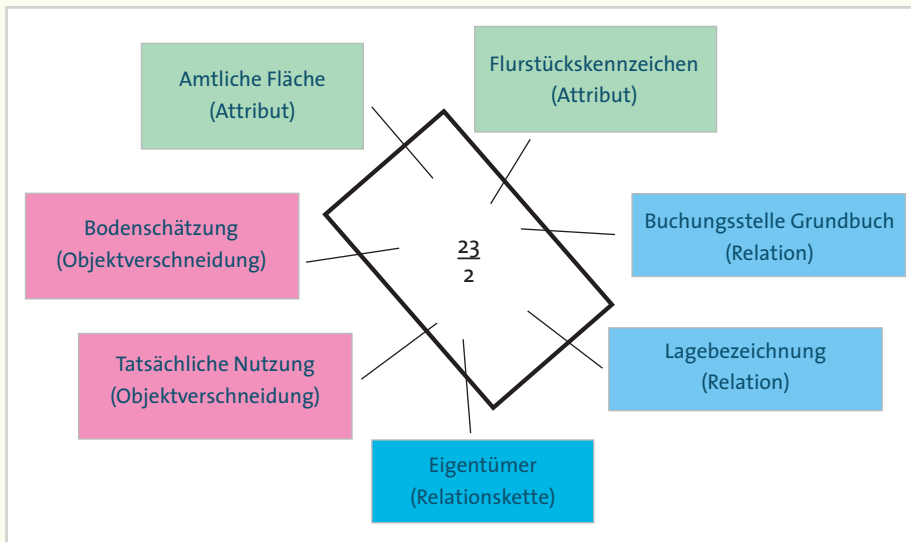 Amtliche Fläche
(Attribut)
Flurstückskennzeichen
(Attribut)
Bodenschätzung
(Objektverschneidung)
Buchungsstelle Grundbuch
(Relation)
23
2
Tatsächliche Nutzung
(Objektverschneidung)
Lagebezeichnung
(Relation)
Eigentümer
(Relationskette)